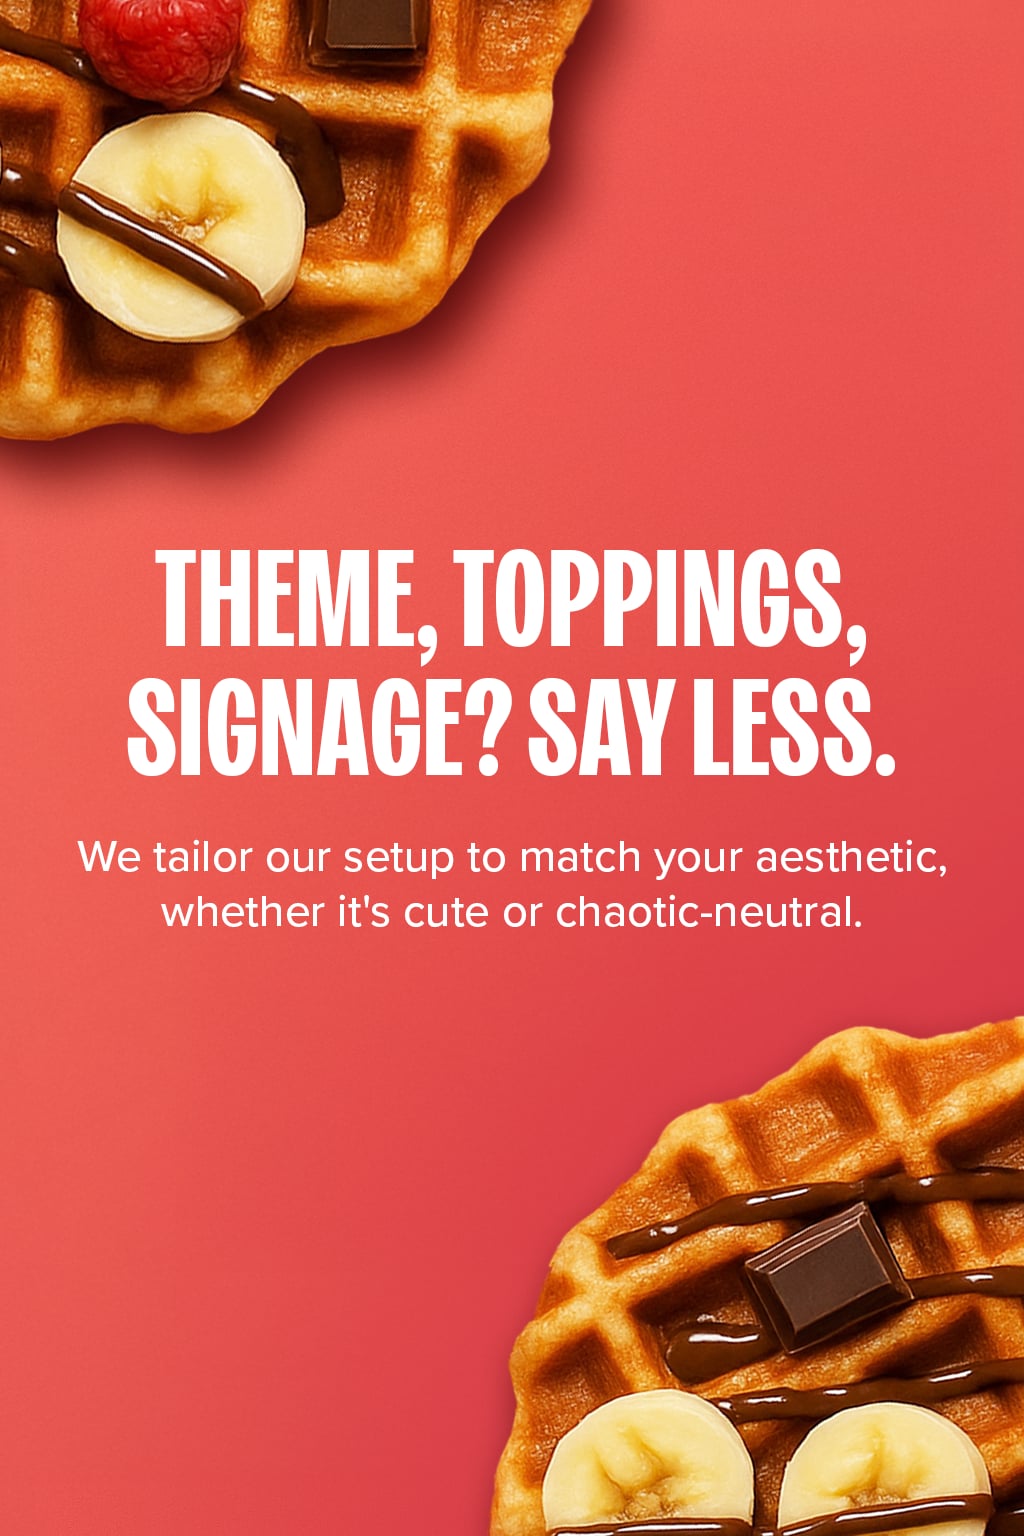 THEME, TOPPINGS,
SIGNAGE? SAY LESS.
We tailor our setup to match your aesthetic,
whether it's cute or chaotic-neutral.